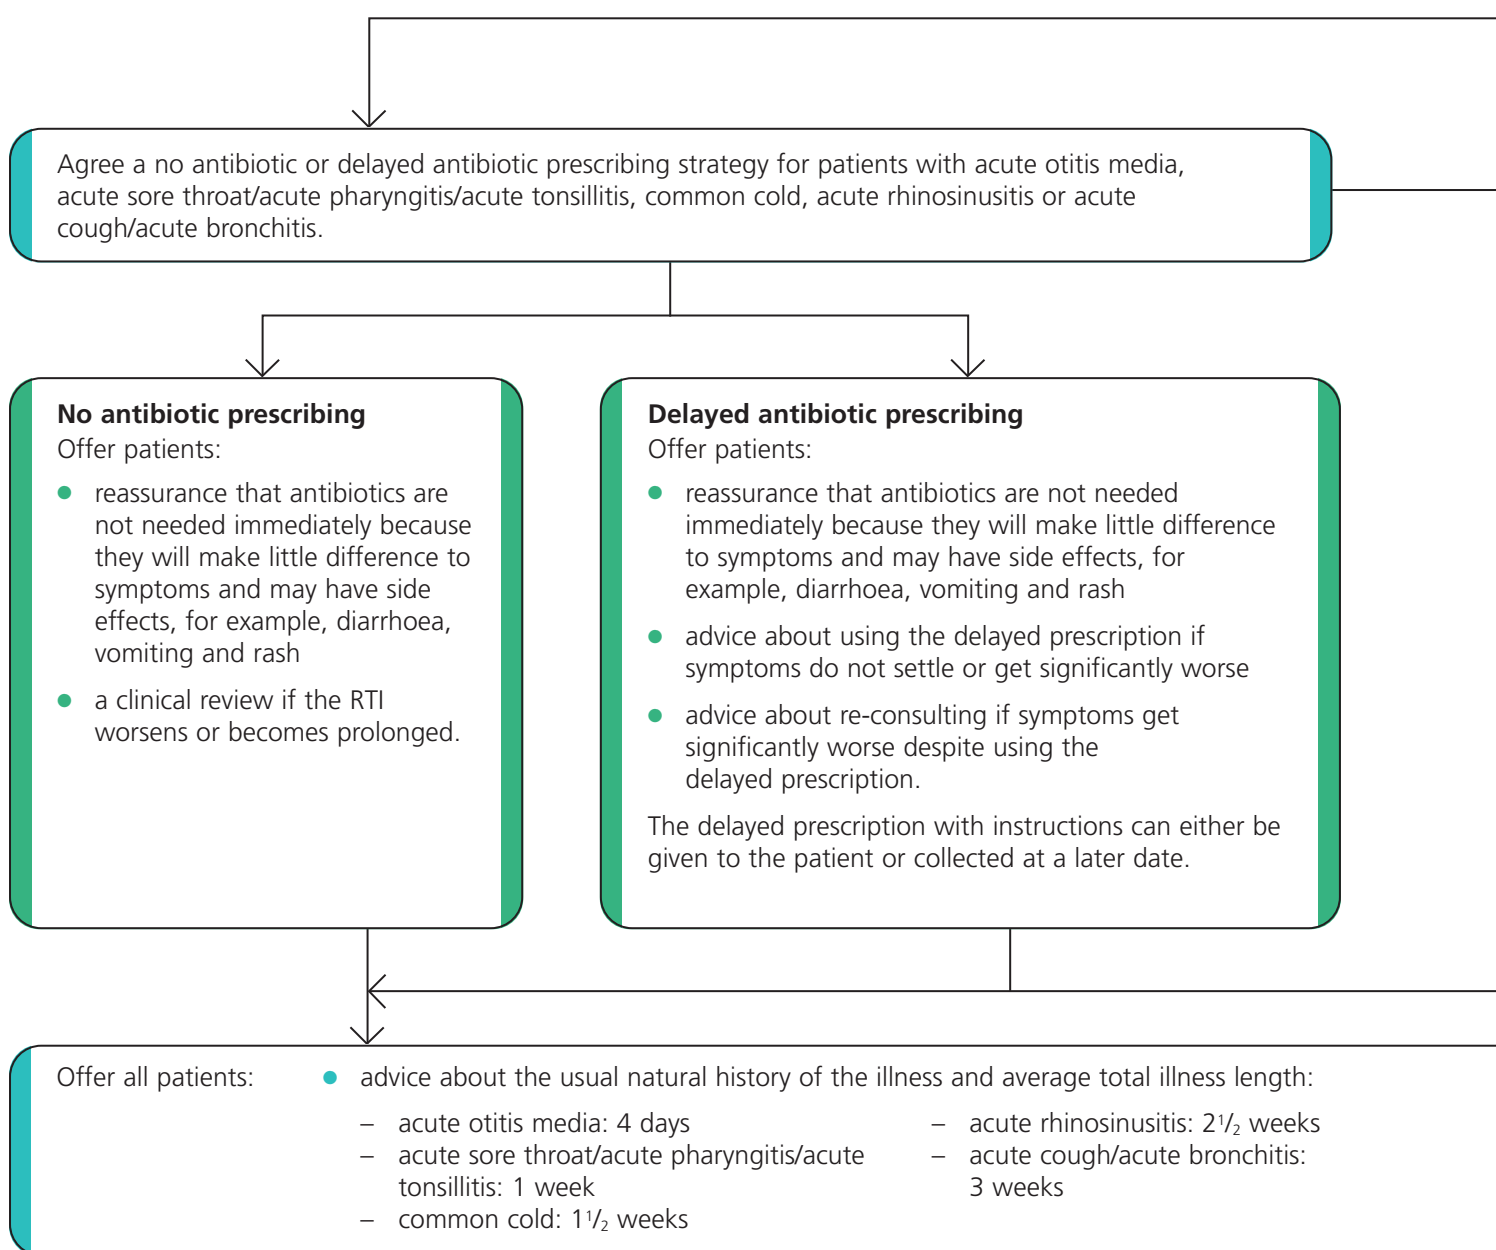 Agree a no antibiotic or delayed antibiotic prescribing strategy for patients with acute otitis media,
acute sore throat/acute pharyngitis/acute tonsillitis, common cold, acute rhinosinusitis or acute
cough/acute bronchitis.
No antibiotic prescribing
Offer patients:
● reassurance that antibiotics are
not needed immediately because
they will make little difference to
symptoms and may have side
effects, for example, diarrhoea,
vomiting and rash
● a clinical review if the RTI
worsens or becomes prolonged.
Delayed antibiotic prescribing
Offer patients:
● reassurance that antibiotics are not needed
immediately because they will make little difference
to symptoms and may have side effects, for
example, diarrhoea, vomiting and rash
● advice about using the delayed prescription if
symptoms do not settle or get significantly worse
● advice about re-consulting if symptoms get
significantly worse despite using the
delayed prescription.
The delayed prescription with instructions can either be
given to the patient or collected at a later date.
Offer all patients:
● advice about the usual natural history of the illness and average total illness length:
– acute otitis media: 4 days
– acute sore throat/acute pharyngitis/acute
tonsillitis: 1 week
– common cold: 1 1/2 weeks
– acute rhinosinusitis: 2 1/2 weeks
– acute cough/acute bronchitis:
3 weeks